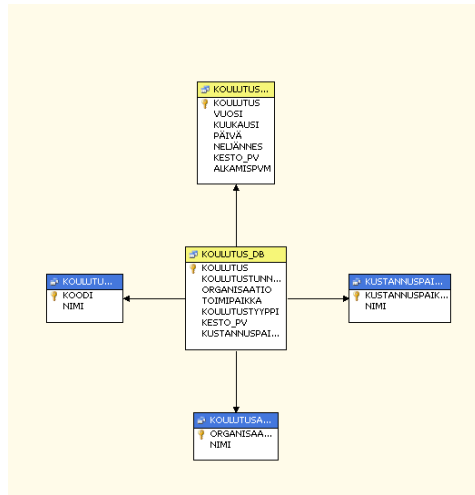 KOULUTUS...
KOULUTUS
VUOSI
KUUKAUSI
PÄIVÄ
NELJÄNNES
KESTO_PV
ALKAMISPVM
KOULUTUS_DB
KOULUTUS
KOULUTUSTUNN...
ORGANISAATIO
TOIMIPAIKKA
KOULUTUSTYYPPI
KESTO_PV
KUSTANNUSPAI...
KOULUTU...
KOODI
NIMI
KUSTANNUSPAI...
KUSTANNUSPAIK...
NIMI
KOULUTUSA...
ORGANISAA...
NIMI